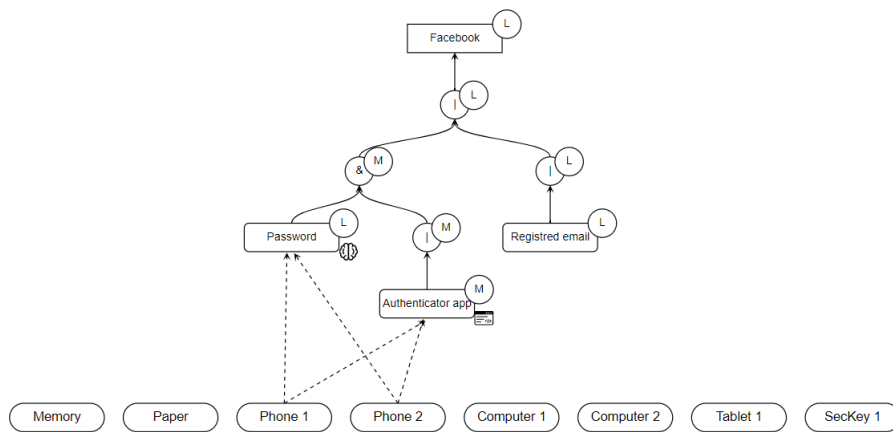 L
Facebook
L
|
M
L
&
|
L
M
L
Password
|
Registred email
M
Authenticator app
Memory
Paper
Phone 1
Phone 2
Computer 1
Computer 2
Tablet 1
SecKey 1